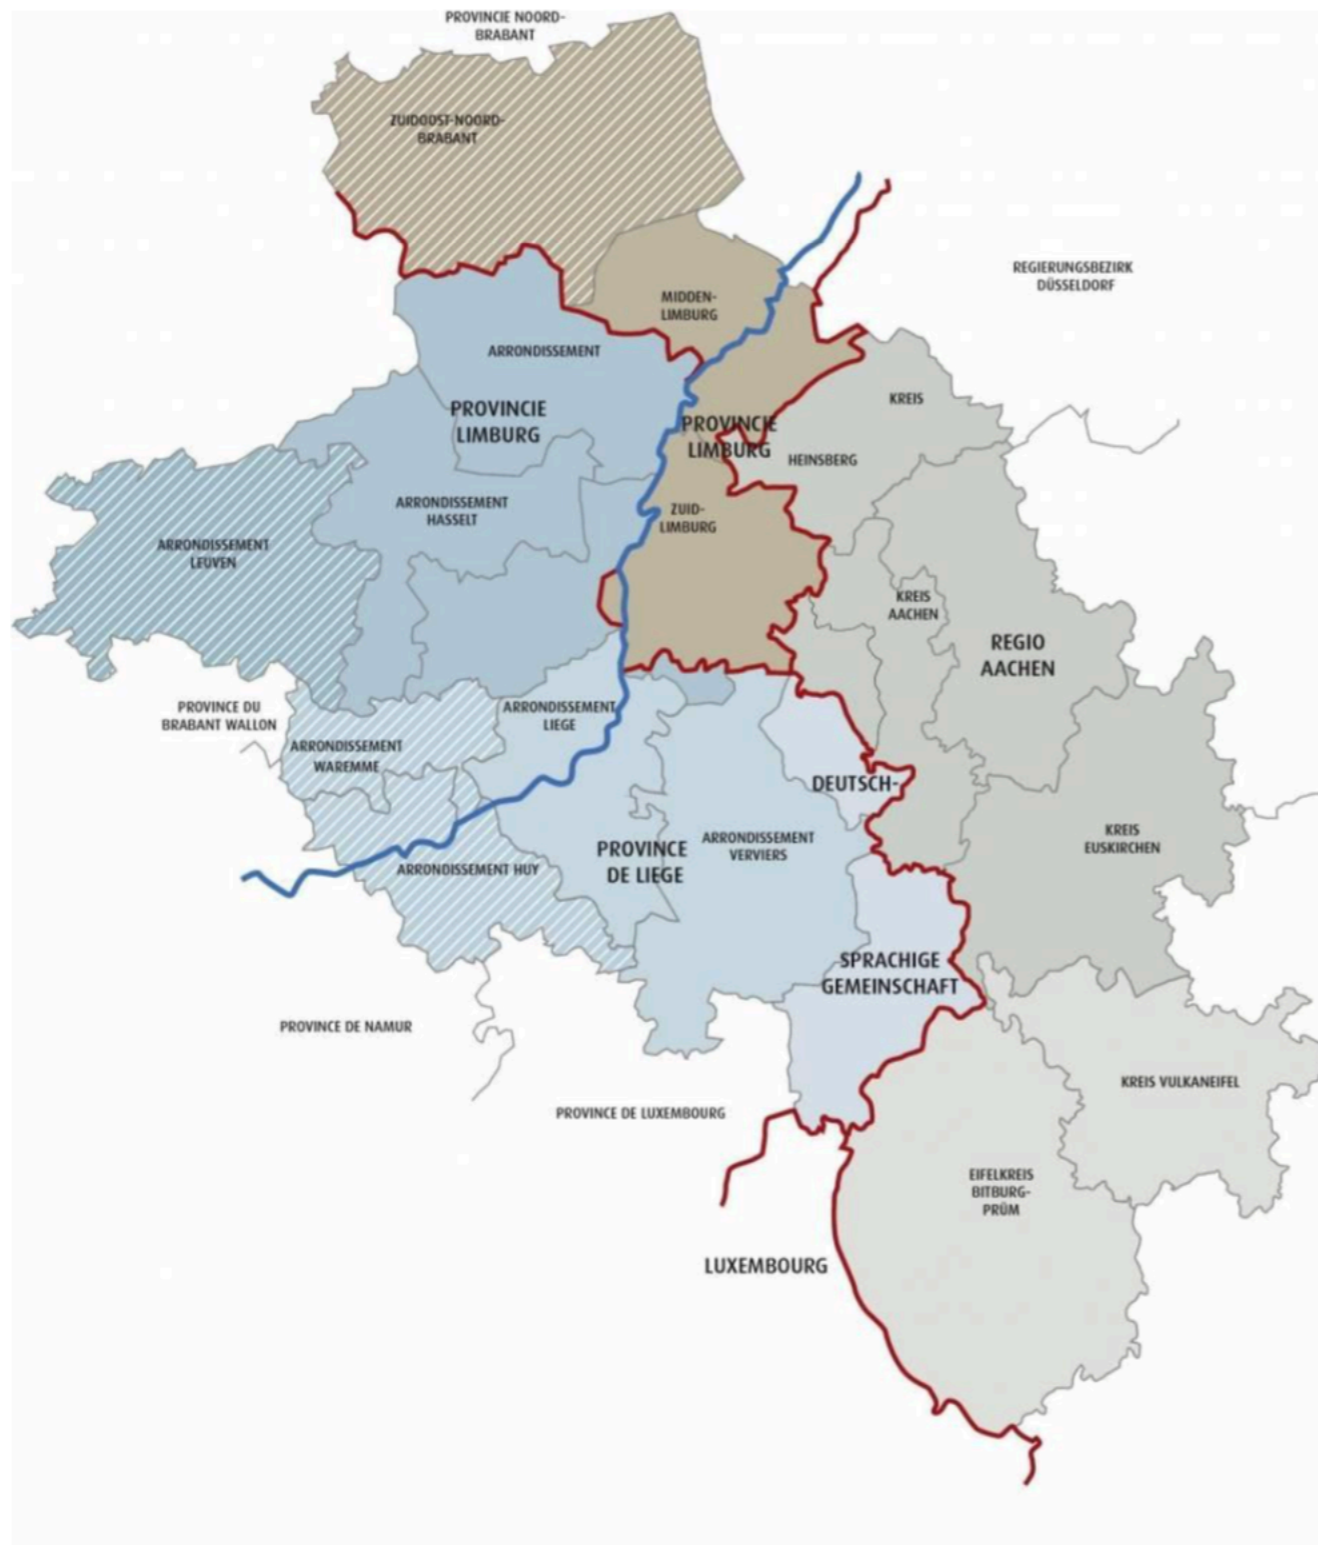 PROVINCIE NOORD-
BRABANT
ZUIDOOST-NOORD-
BRABANT
REGIERUNGSBEZIRK
DÜSSELDORF
MIDDEN-
LIMBURG
ARRONDISSEMENT
PROVINCIE
LIMBURG
KREIS
HEINSBERG
PROVINCIE
LIMBURG
ARRONDISSEMENT
HASSELT
ZUID-
LIMBURG
ARRONDISSEMENT
LEUVEN
KREIS
AACHEN
REGIO
AACHEN
PROVINCE DU
BRABANT WALLON
ARRONDISSEMENT
LIEGE
ARRONDISSEMENT
WAREMME
DEUTSCH-
ARRONDISSEMENT
VERVIERS
KREIS
EUSKIRCHEN
PROVINCE
DE LIEGE
ARRONDISSEMENT HUY
SPRACHIGE
GEMEINSCHAFT
PROVINCE DE NAMUR
KREIS VULKANEIFEL
PROVINCE DE LUXEMBOURG
EIFELKREIS
BITBURG-
PRÜM
LUXEMBOURG